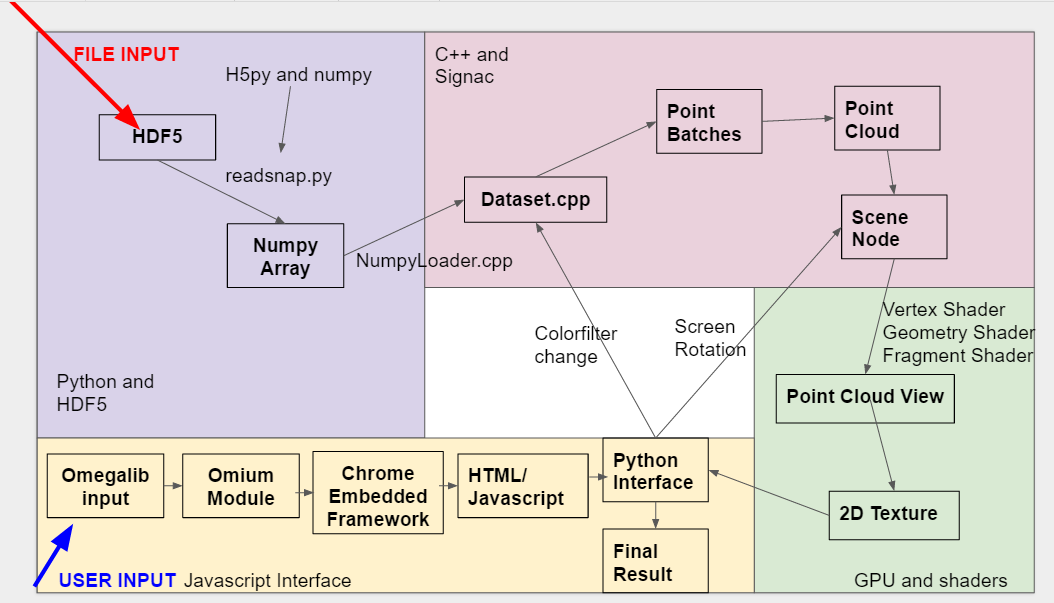 FILE INPUT
H5py and numpy
HDF5
readsnap.py
Numpy
Array
NumpyLoader.cpp
Python and
HDF5
C++ and
Signac
Point
Batches
Point
Cloud
Dataset.cpp
Scene
Node
Colorfilter
change
Screen
Rotation
Vertex Shader
Geometry Shader
Fragment Shader
Point Cloud View
2D Texture
GPU and shaders
Omegalib
input
Omium
Module
Chrome
Embedded
Framework
HTML/
Javascript
Python
Interface
Final
Result
USER INPUT
Javascript Interface